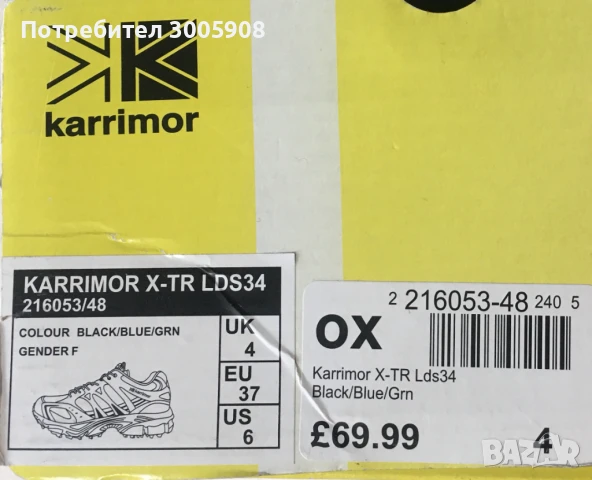 Потребител 3005908
karrimor
KARRIMOR X-TR LDS34
216053/48
COLOUR BLACK/BLUE/GRN
GENDER F
UK
4
EU
37
US
6
2 216053-48 240 5
OX
Karrimor X-TR Lds34
Black/Blue/Grn
£69.99
4
BAZAR